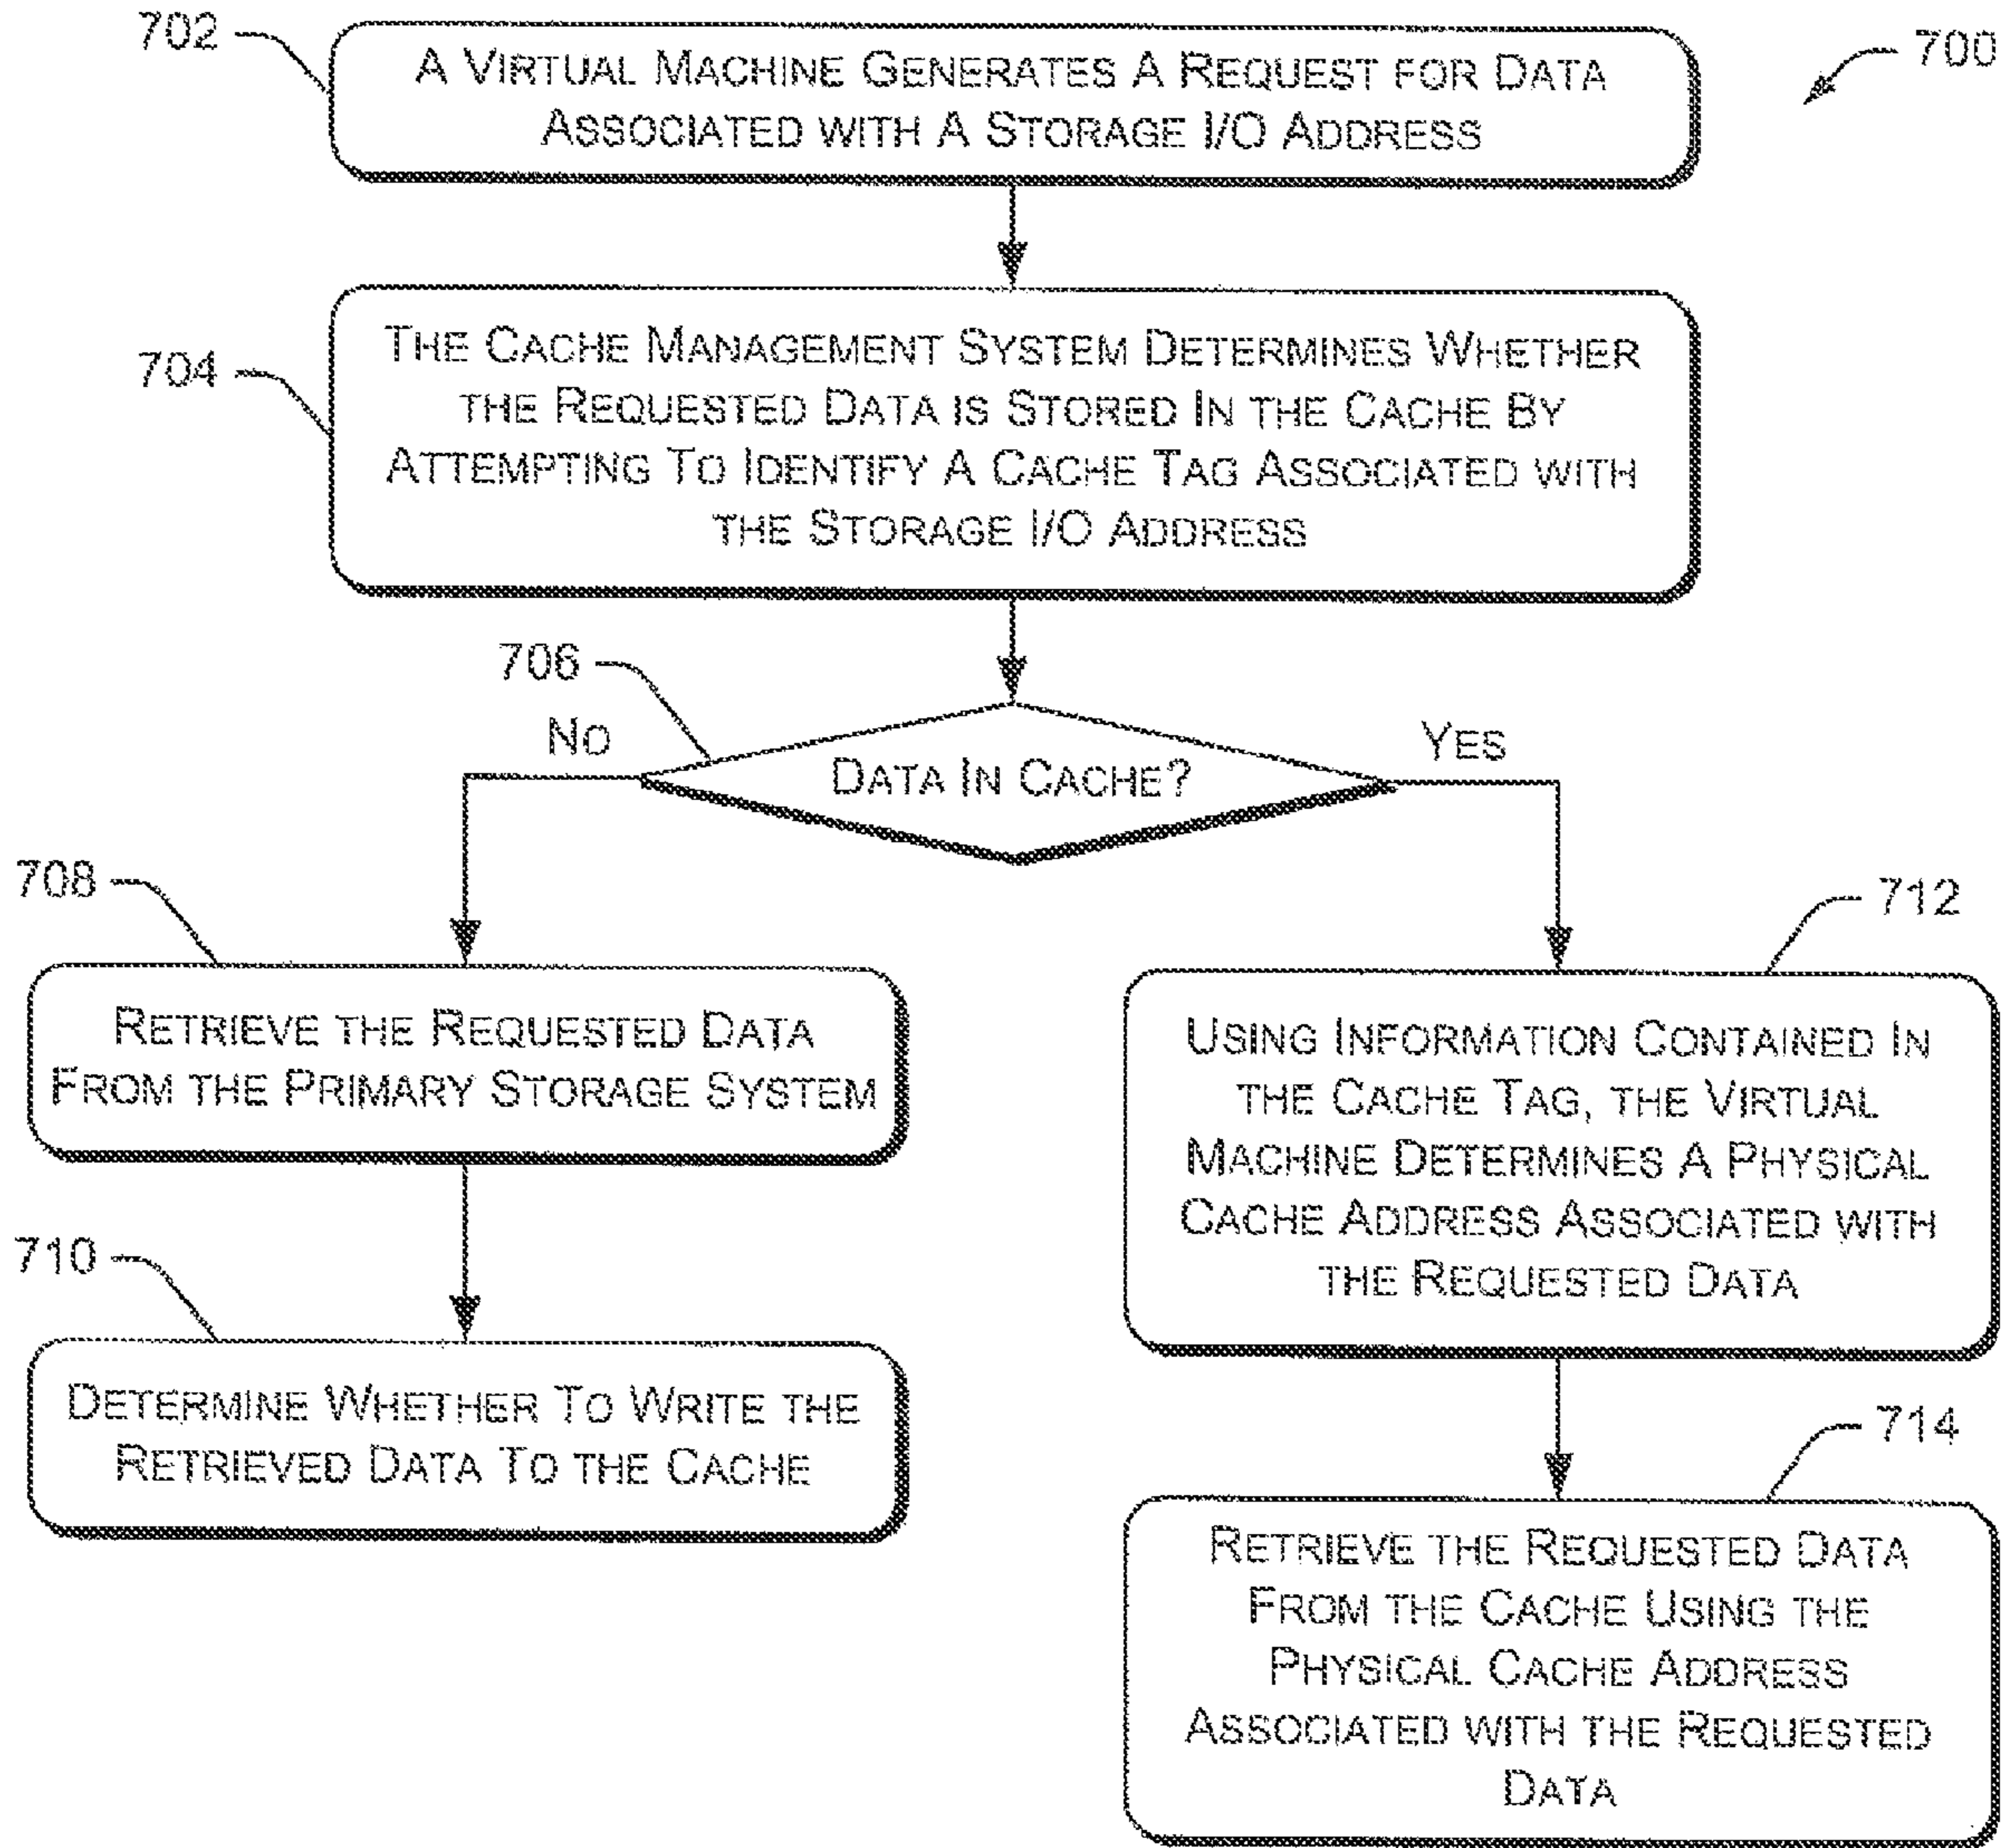 702
700
A VIRTUAL MACHINE GENERATES A REQUEST FOR DATA
ASSOCIATED WITH A STORAGE I/O ADDRESS
704
THE CACHE MANAGEMENT SYSTEM DETERMINES WHETHER
THE REQUESTED DATA IS STORED IN THE CACHE BY
ATTEMPTING TO IDENTIFY A CACHE TAG ASSOCIATED WITH
THE STORAGE I/O ADDRESS
706
NO
YES
DATA IN CACHE?
708
RETRIEVE THE REQUESTED DATA
FROM THE PRIMARY STORAGE SYSTEM
710
DETERMINE WHETHER TO WRITE THE
RETRIEVED DATA TO THE CACHE
712
USING INFORMATION CONTAINED IN
THE CACHE TAG, THE VIRTUAL
MACHINE DETERMINES A PHYSICAL
CACHE ADDRESS ASSOCIATED WITH
THE REQUESTED DATA
714
RETRIEVE THE REQUESTED DATA
FROM THE CACHE USING THE
PHYSICAL CACHE ADDRESS
ASSOCIATED WITH THE REQUESTED
DATA